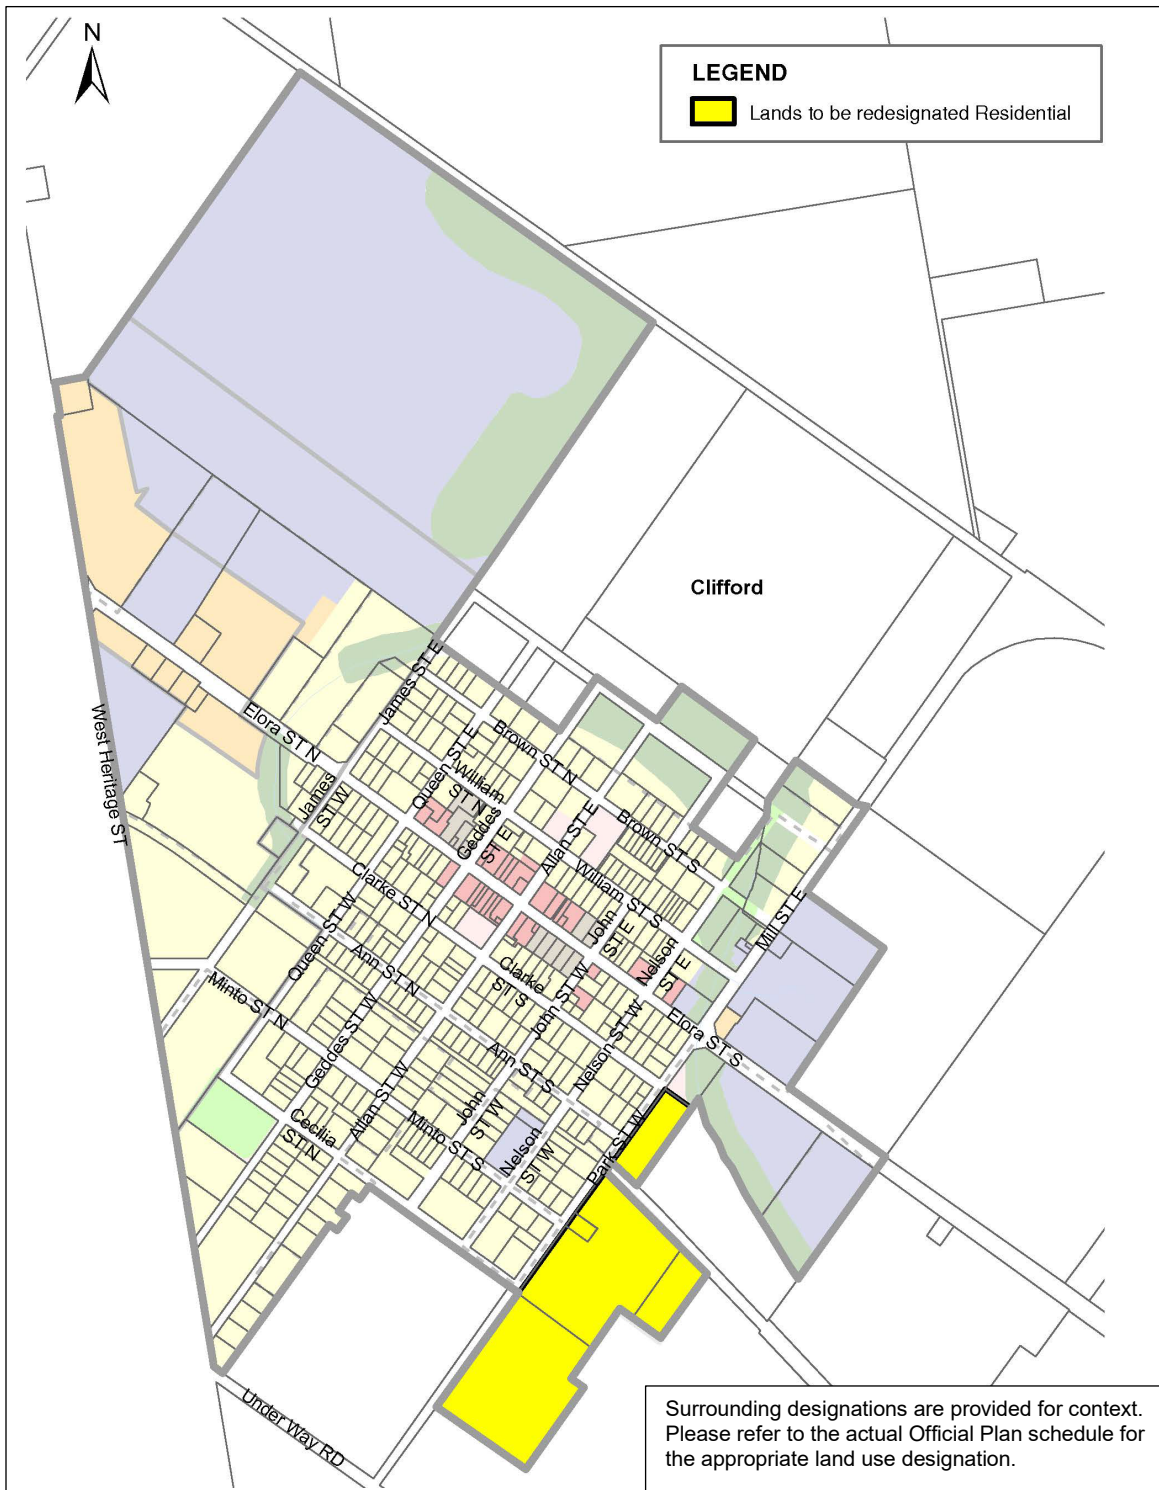 N
LEGEND
Lands to be redesignated Residential
Clifford
James ST E
Elora ST N
West Heritage ST
Brown ST N
Queen ST E
William
ST N
James
ST W
Geddes
ST E
Allan ST E
Brown ST S
William ST S
Clarke ST N
John
ST E
Mill ST E
Queen ST W
Ann ST N
Clarke
ST S
Nelson
ST E
Minto ST N
John ST W
Elora ST S
Geddes ST W
Ann ST S
Nelson ST W
Allan ST W
John
ST W
Cecilia
ST N
Minto ST S
Nelson
ST W
Park ST W
Under Way RD
Surrounding designations are provided for context.
Please refer to the actual Official Plan schedule for
the appropriate land use designation.